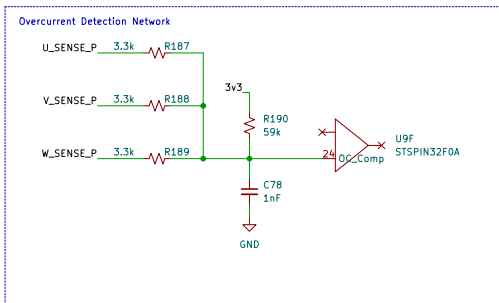 Overcurrent Detection Network
U_SENSE_P 3.3k R187
3v3
V_SENSE_P 3.3k R188
R190
59k
U9F
STSPIN32F0A
W_SENSE_P 3.3k R189
24 OC_Comp
C78
1nF
GND